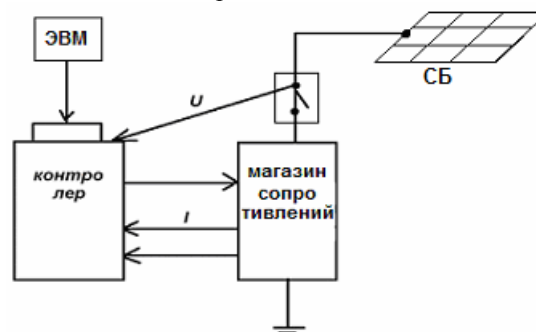 ЭВМ
СБ
U
контро
лер
магазин
сопро
тивлений
I